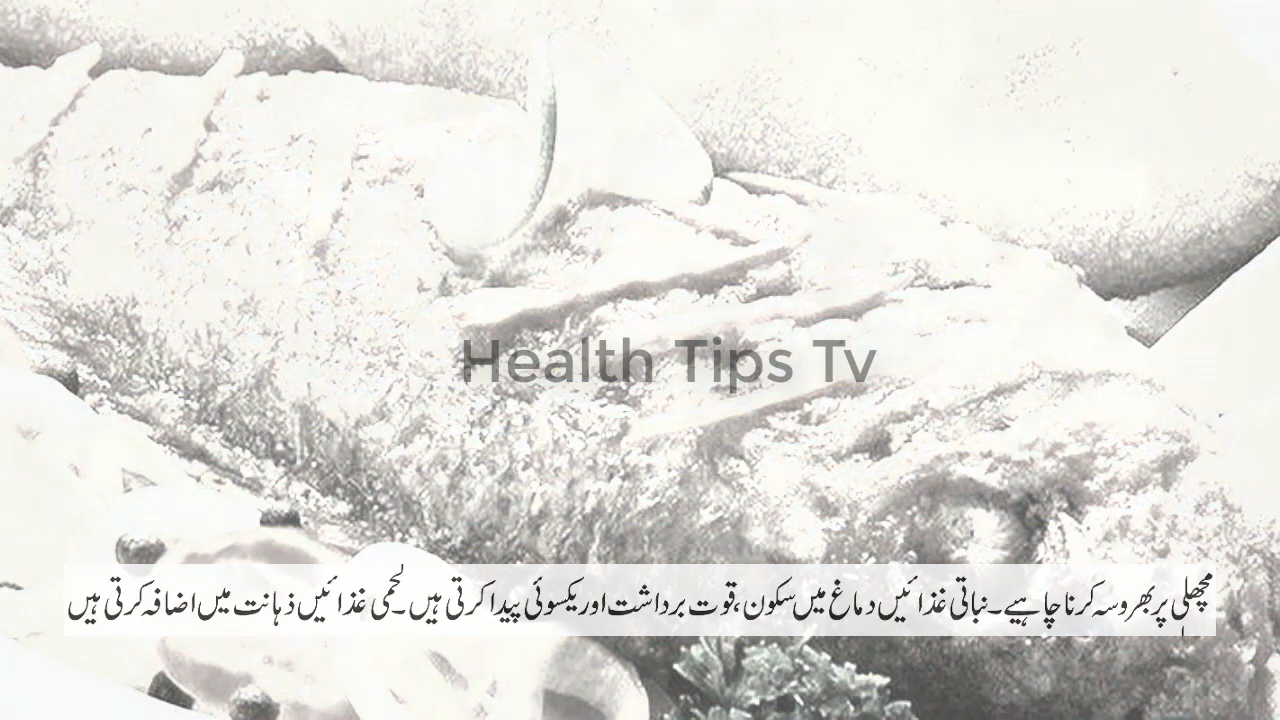 Health Tips Tv
مچھلی پر بھروسہ کرنا چاہیے۔ نباتی غذائیں دماغ میں سکون، قوت برداشت اور یکسوئی پیدا کرتی ہیں۔ لحمی غذائیں ذہانت میں اضافہ کرتی ہیں